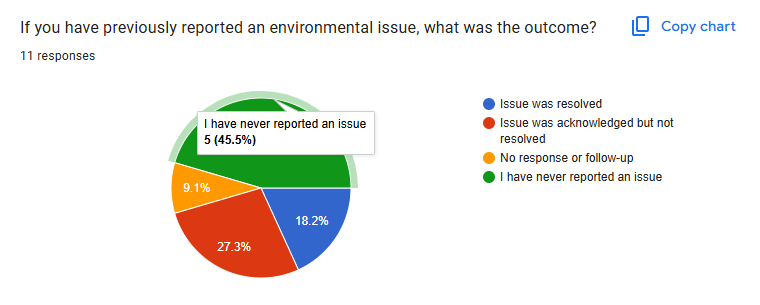 If you have previously reported an environmental issue, what was the outcome?
Copy chart
11 responses
I have never reported an issue
5 (45.5%)
9.1%
18.2%
27.3%
Issue was resolved
Issue was acknowledged but not
resolved
No response or follow-up
I have never reported an issue